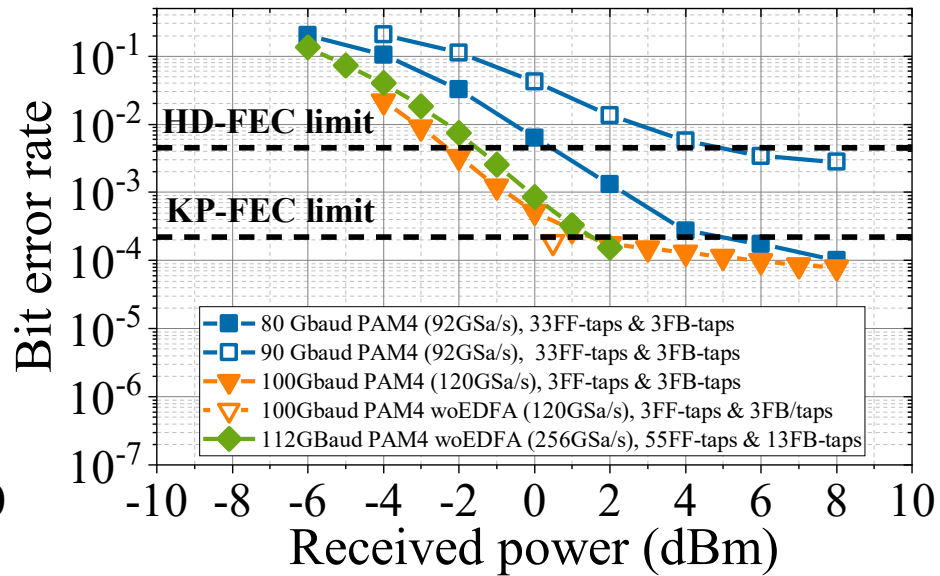 10^-1
10^-2
10^-3
10^-4
10^-5
10^-6
10^-7
Bit error rate
HD-FEC limit
KP-FEC limit
80 Gbaud PAM4 (92GSa/s), 33FF-taps & 3FB-taps
90 Gbaud PAM4 (92GSa/s), 33FF-taps & 3FB-taps
100Gbaud PAM4 (120GSa/s), 3FF-taps & 3FB-taps
100Gbaud PAM4 woEDFA (120GSa/s), 3FF-taps & 3FB/taps
112GBaud PAM4 woEDFA (256GSa/s), 55FF-taps & 13FB-taps
-10 -8 -6 -4 -2 0 2 4 6 8 10
Received power (dBm)